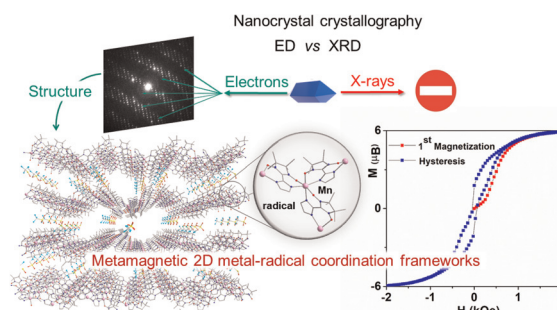 Nanocrystal crystallography
ED vs XRD
Electrons
X-rays
Structure
radical
Mn
Metamagnetic 2D metal-radical coordination frameworks
M (μB)
6
0
-6
1st Magnetization
Hysteresis
-2
-1
0
1
H (kOe)